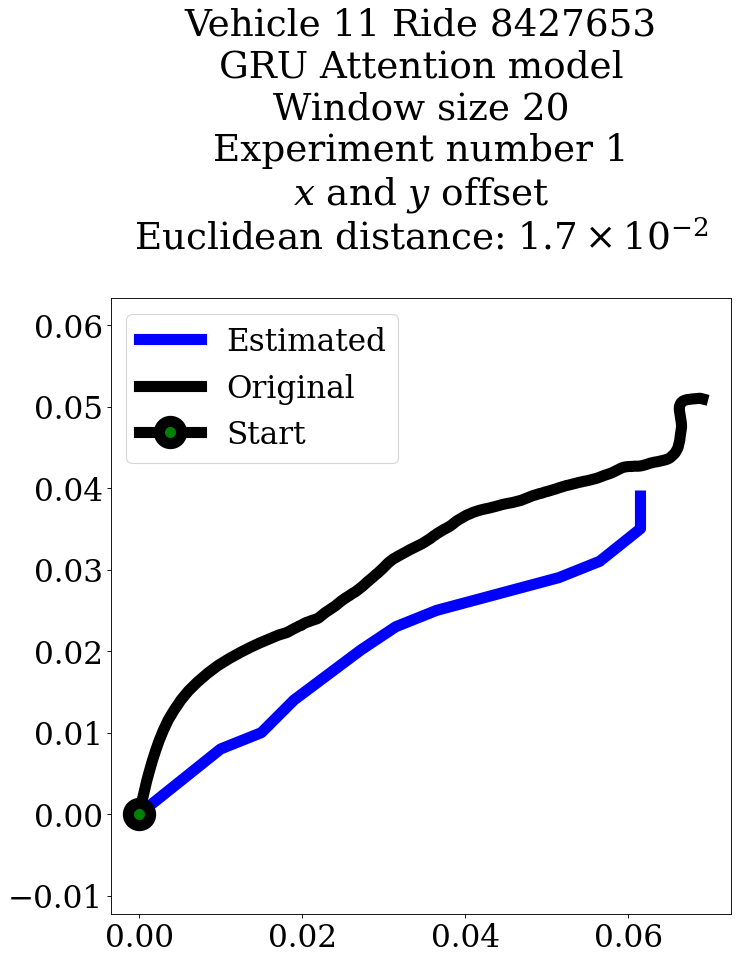 Vehicle 11 Ride 8427653
GRU Attention model
Window size 20
Experiment number 1
x and y offset
Euclidean distance: 1.7 × 10⁻²
Estimated
Original
Start
0.06
0.05
0.04
0.03
0.02
0.01
0.00
−0.01
0.00 0.02 0.04 0.06